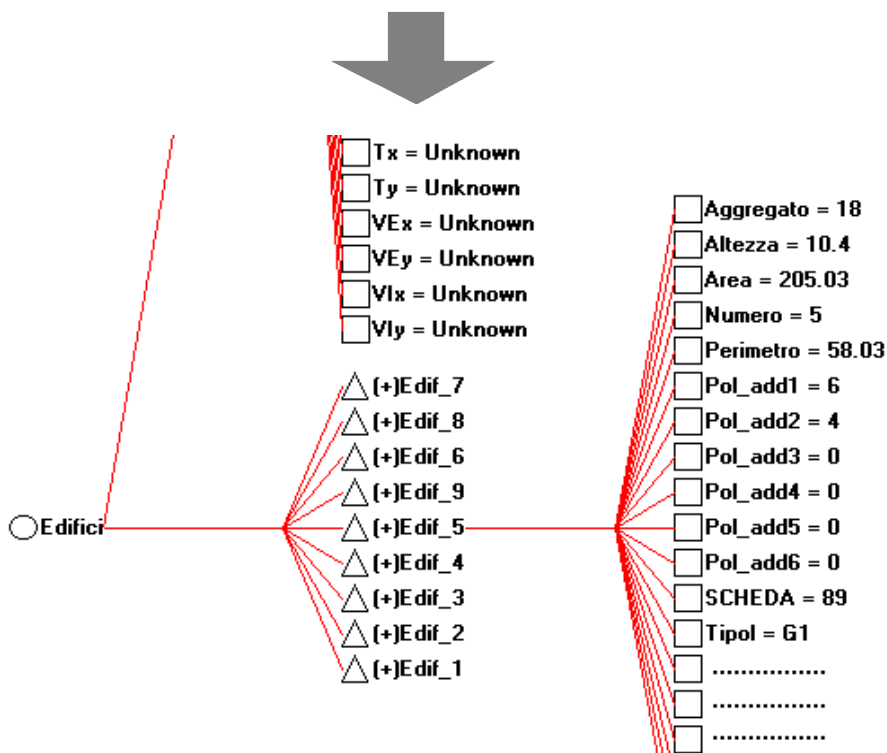 Tx = Unknown
Ty = Unknown
VEx = Unknown
VEy = Unknown
VIx = Unknown
VIy = Unknown
Edifici
(+)Edif_7
(+)Edif_8
(+)Edif_6
(+)Edif_9
(+)Edif_5
(+)Edif_4
(+)Edif_3
(+)Edif_2
(+)Edif_1
Aggregato = 18
Altezza = 10.4
Area = 205.03
Numero = 5
Perimetro = 58.03
Pol_add1 = 6
Pol_add2 = 4
Pol_add3 = 0
Pol_add4 = 0
Pol_add5 = 0
Pol_add6 = 0
SCHEDA = 89
Tipol = G1
................
................
................